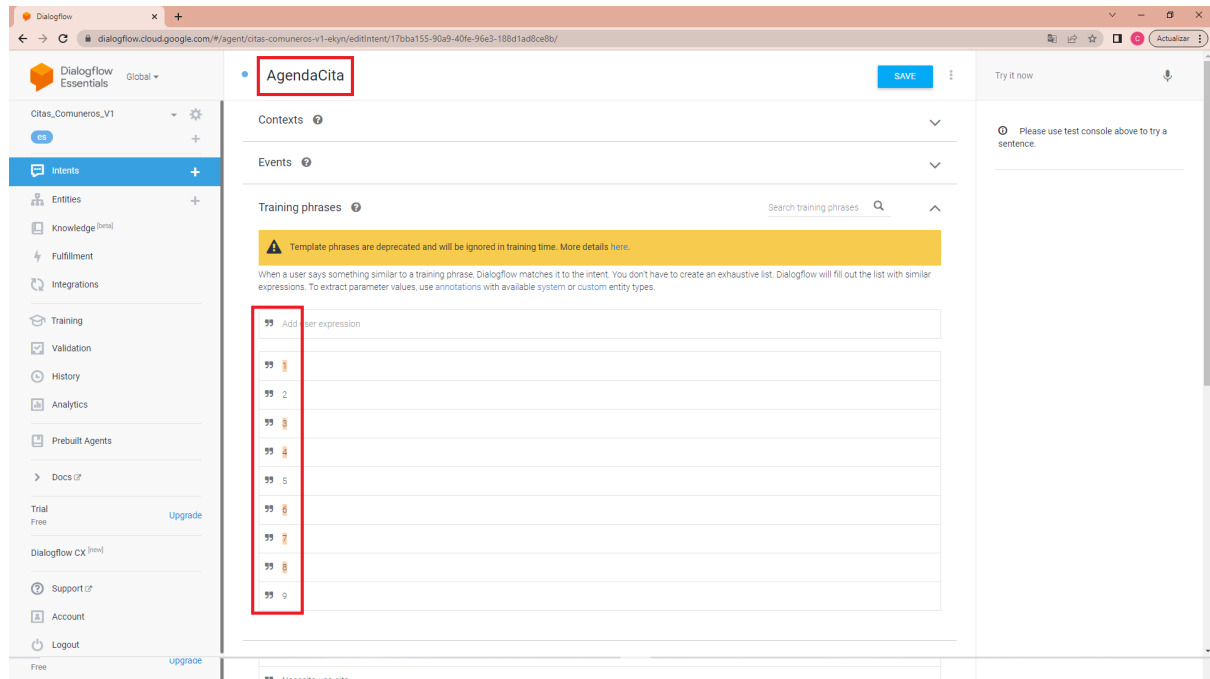 Dialogflow
dialogflow.cloud.google.com/#/agent/citas-comuneros-v1-ekyn/editIntent/17bba155-90a9-40fe-96e3-188d1ad8ce8b/
C
Actualizar
Dialogflow
Essentials
Global
Citas_Comuneros_V1
es
Intents
Entities
Knowledge [beta]
Fulfillment
Integrations
Training
Validation
History
Analytics
Prebuilt Agents
Docs
Trial
Free
Upgrade
Dialogflow CX [new]
Support
Account
Logout
Free
Upgrade
AgendaCita
SAVE
Contexts
Events
Training phrases
Search training phrases
Template phrases are deprecated and will be ignored in training time. More details here.
When a user says something similar to a training phrase, Dialogflow matches it to the intent. You don't have to create an exhaustive list. Dialogflow will fill out the list with similar
expressions. To extract parameter values, use annotations with available system or custom entity types.
Add user expression
1
2
3
4
5
6
7
8
9
Try it now
Please use test console above to try a
sentence.